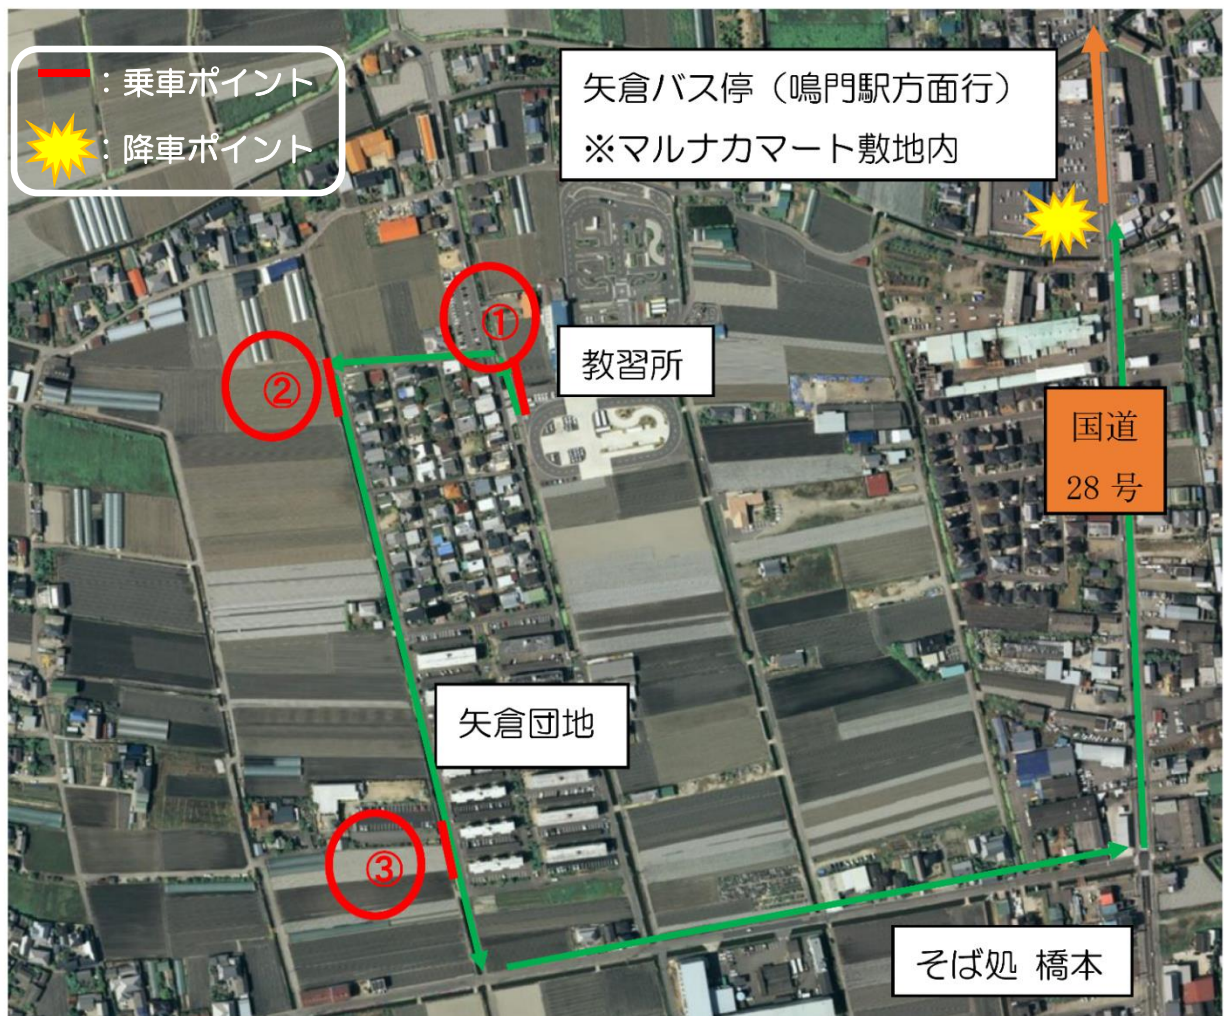 ：乗車ポイント
：降車ポイント
矢倉バス停（鳴門駅方面行）
※マルナカマート敷地内
①
教習所
②
国道
28 号
矢倉団地
③
そば処 橋本